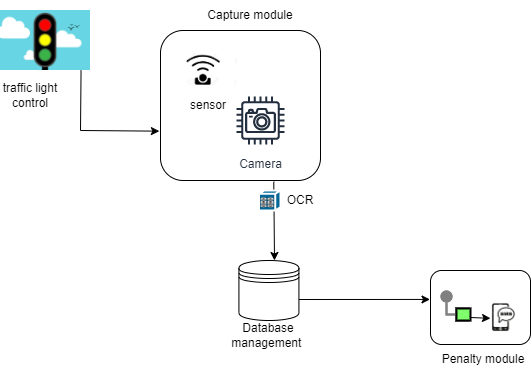 Capture module
traffic light
control
sensor
Camera
OCR
Database
management
Penalty module